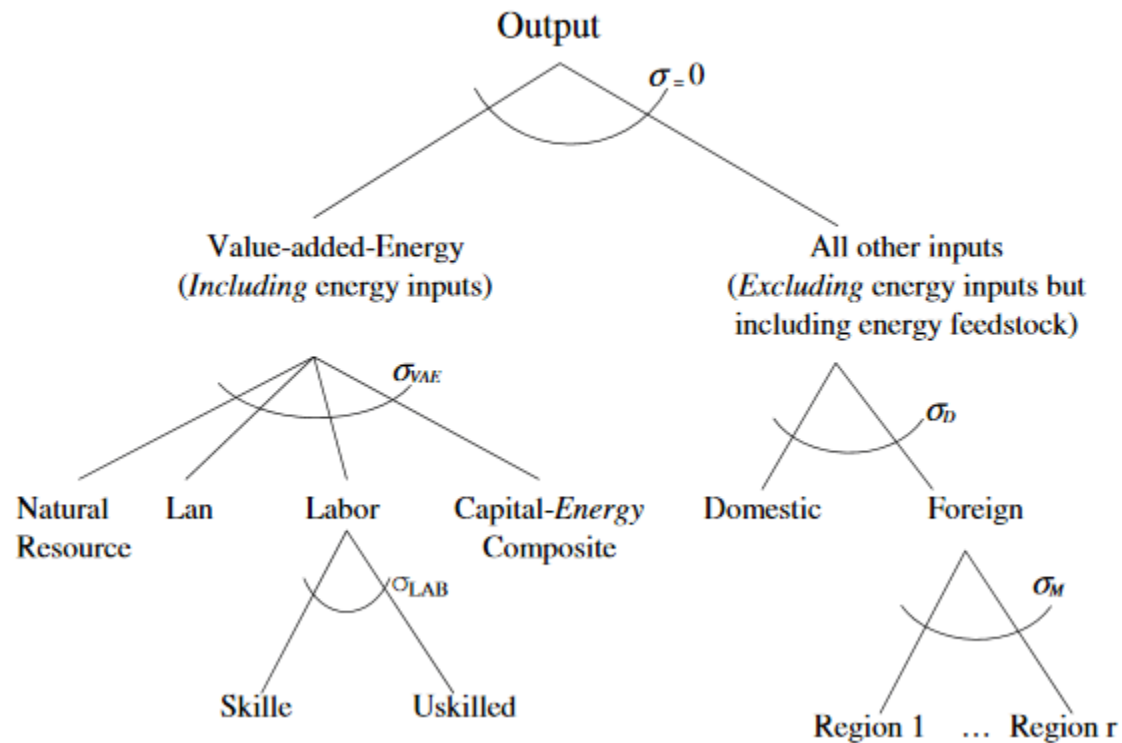 Output
σ = 0
Value-added-Energy
(Including energy inputs)
All other inputs
(Excluding energy inputs but
including energy feedstock)
σVAE
σD
Natural
Resource
Lan
Labor
Capital-Energy
Composite
Domestic
Foreign
σLAB
σM
Skille
Uskilled
Region 1 ... Region r